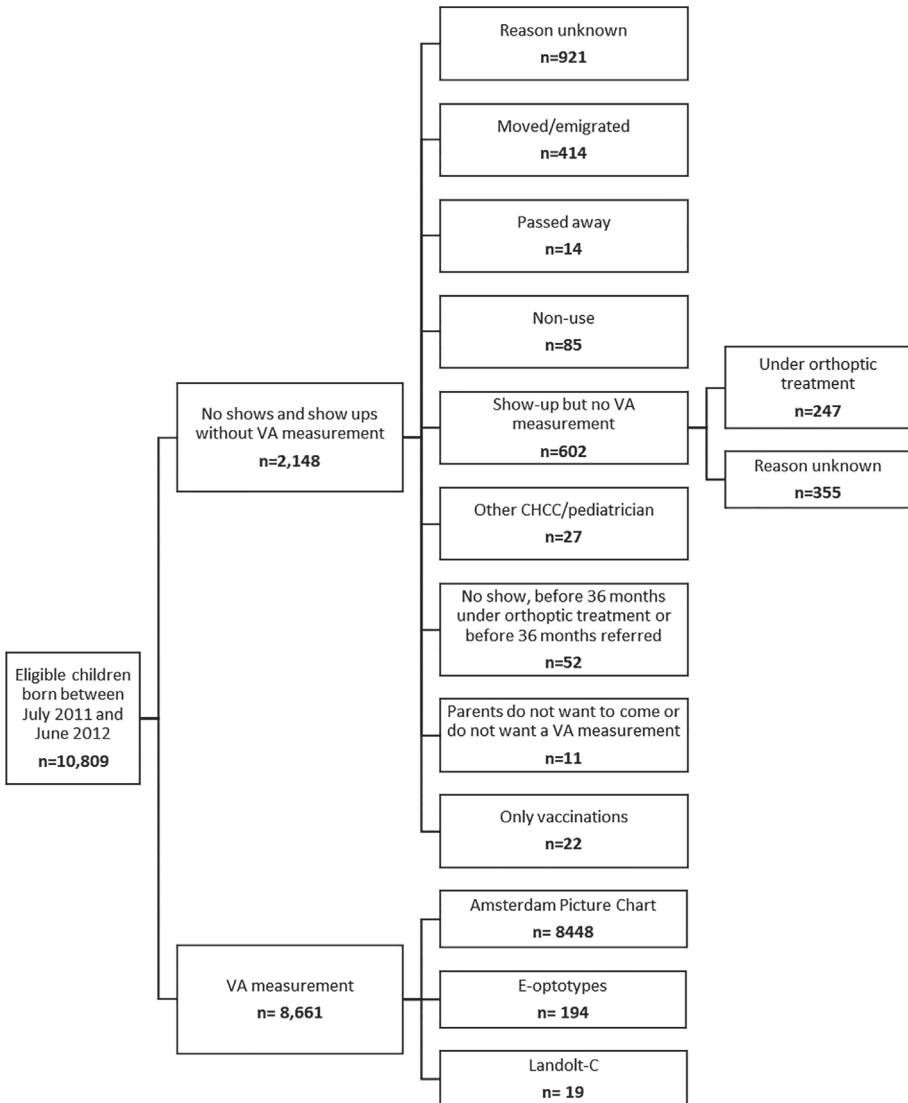 Reason unknown
n=921
Moved/emigrated
n=414
Passed away
n=14
Non-use
n=85
Under orthoptic
treatment
n=247
No shows and show ups
without VA measurement
n=2,148
Show-up but no VA
measurement
n=602
Reason unknown
n=355
Other CHCC/pediatrician
n=27
No show, before 36 months
under orthoptic treatment or
before 36 months referred
n=52
Eligible children
born between
July 2011 and
June 2012
n=10,809
Parents do not want to come or
do not want a VA measurement
n=11
Only vaccinations
n=22
Amsterdam Picture Chart
n= 8448
VA measurement
n= 8,661
E-optotypes
n= 194
Landolt-C
n= 19